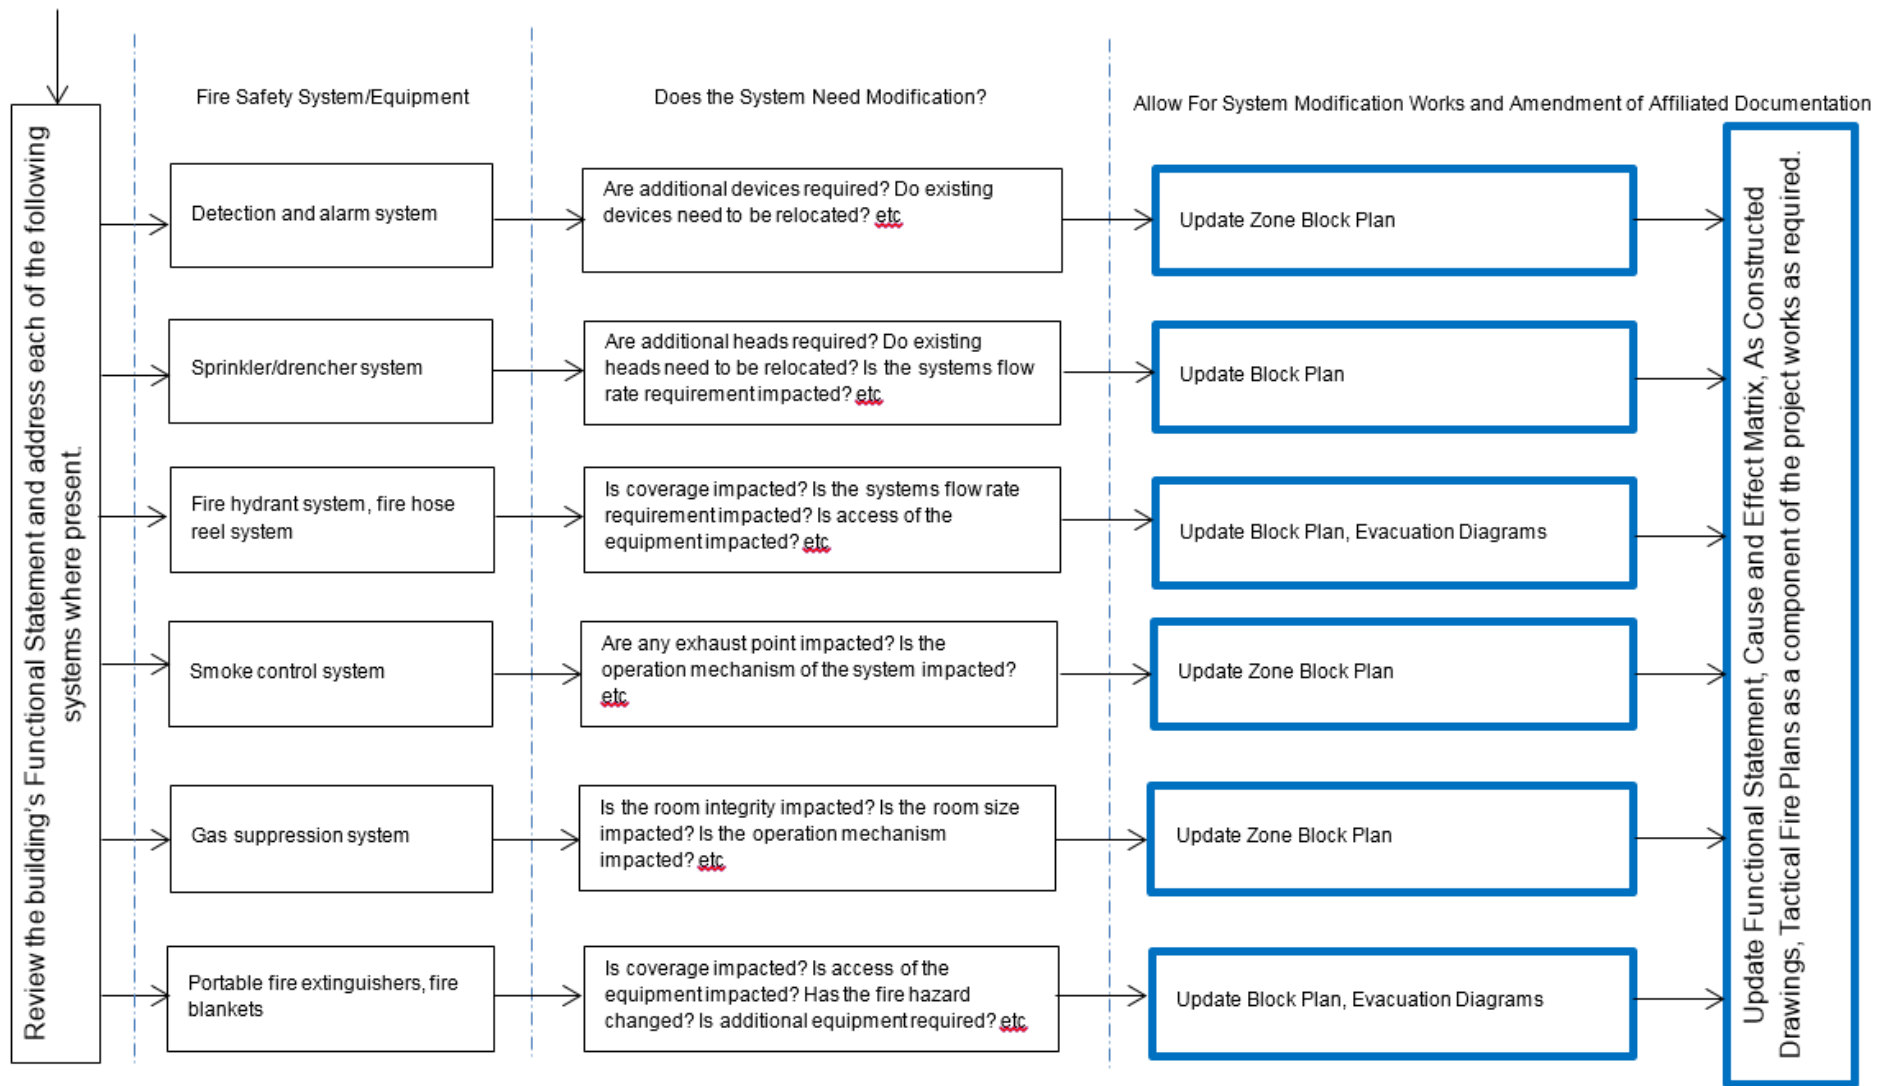 Review the building's Functional Statement and address each of the following
systems where present.
Fire Safety System/Equipment
Does the System Need Modification?
Allow For System Modification Works and Amendment of Affiliated Documentation
Detection and alarm system
Are additional devices required? Do existing
devices need to be relocated? etc
Update Zone Block Plan
Sprinkler/drencher system
Are additional heads required? Do existing
heads need to be relocated? Is the systems flow
rate requirement impacted? etc
Update Block Plan
Fire hydrant system, fire hose
reel system
Is coverage impacted? Is the systems flow rate
requirement impacted? Is access of the
equipment impacted? etc
Update Block Plan, Evacuation Diagrams
Smoke control system
Are any exhaust point impacted? Is the
operation mechanism of the system impacted?
etc
Update Zone Block Plan
Gas suppression system
Is the room integrity impacted? Is the room size
impacted? Is the operation mechanism
impacted? etc
Update Zone Block Plan
Portable fire extinguishers, fire
blankets
Is coverage impacted? Is access of the
equipment impacted? Has the fire hazard
changed? Is additional equipment required? etc
Update Block Plan, Evacuation Diagrams
Update Functional Statement, Cause and Effect Matrix, As Constructed
Drawings, Tactical Fire Plans as a component of the project works as required.